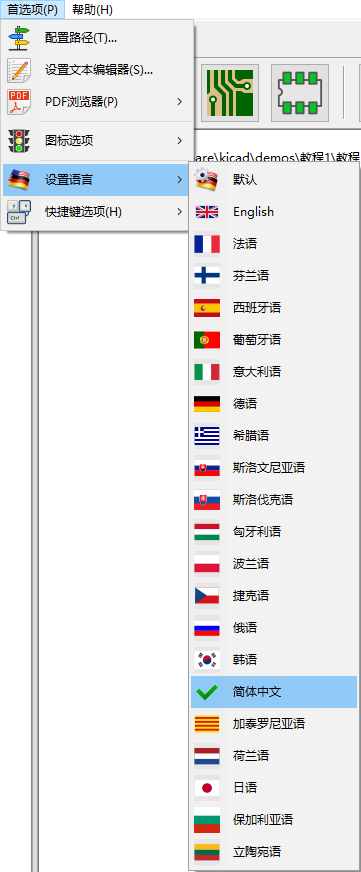 首选项(P) 帮助(H)
配置路径(T)...
设置文本编辑器(S)...
PDF浏览器(P)
图标选项
are\kicad\demos\教程1\教程
设置语言
快捷键选项(H)
默认
English
法语
芬兰语
西班牙语
葡萄牙语
意大利语
德语
希腊语
斯洛文尼亚语
斯洛伐克语
匈牙利语
波兰语
捷克语
俄语
韩语
简体中文
加泰罗尼亚语
荷兰语
日语
保加利亚语
立陶宛语